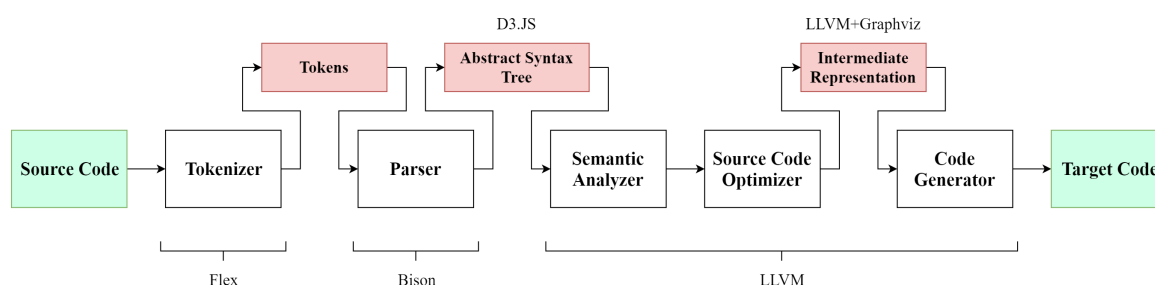 D3.JS
LLVM+Graphviz
Tokens
Abstract Syntax
Tree
Intermediate
Representation
Source Code
Tokenizer
Parser
Semantic
Analyzer
Source Code
Optimizer
Code
Generator
Target Code
Flex
Bison
LLVM